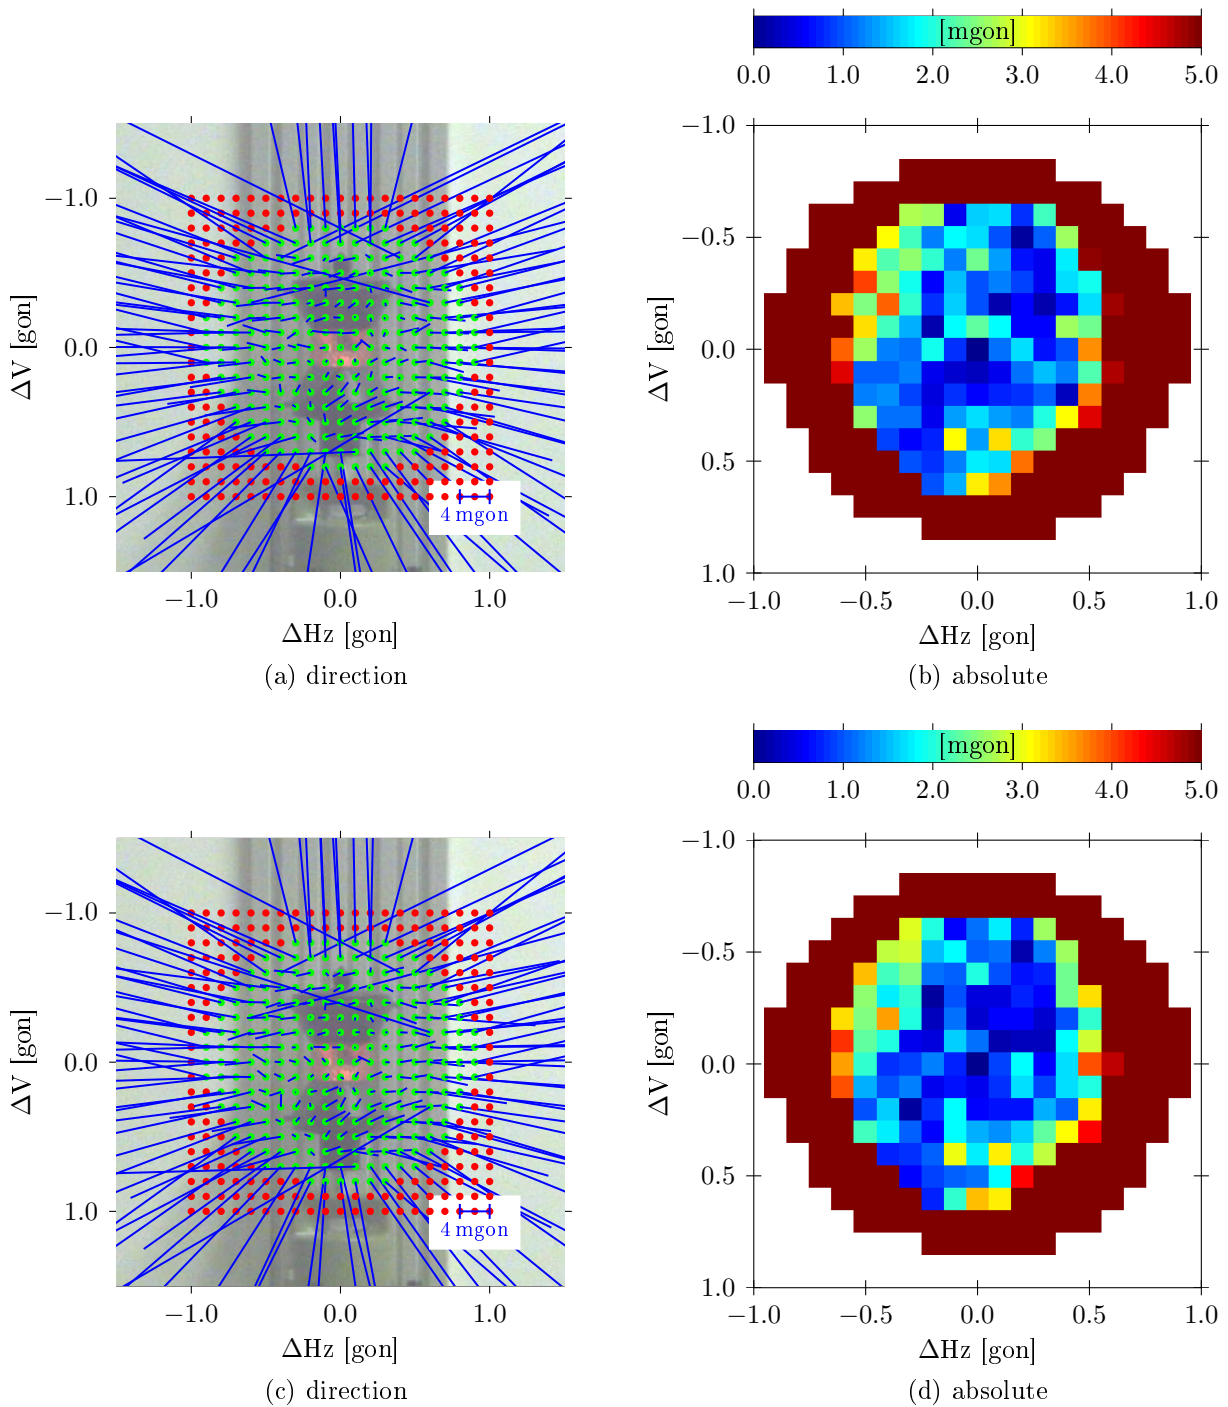 [mgon]
0.0 1.0 2.0 3.0 4.0 5.0
−1.0
0.0
1.0
ΔV [gon]
4 mgon
−1.0 0.0 1.0
ΔHz [gon]
(a) direction
−1.0
−0.5
0.0
0.5
1.0
ΔV [gon]
−1.0 −0.5 0.0 0.5 1.0
ΔHz [gon]
(b) absolute
[mgon]
0.0 1.0 2.0 3.0 4.0 5.0
−1.0
0.0
1.0
ΔV [gon]
4 mgon
−1.0 0.0 1.0
ΔHz [gon]
(c) direction
−1.0
−0.5
0.0
0.5
1.0
ΔV [gon]
−1.0 −0.5 0.0 0.5 1.0
ΔHz [gon]
(d) absolute